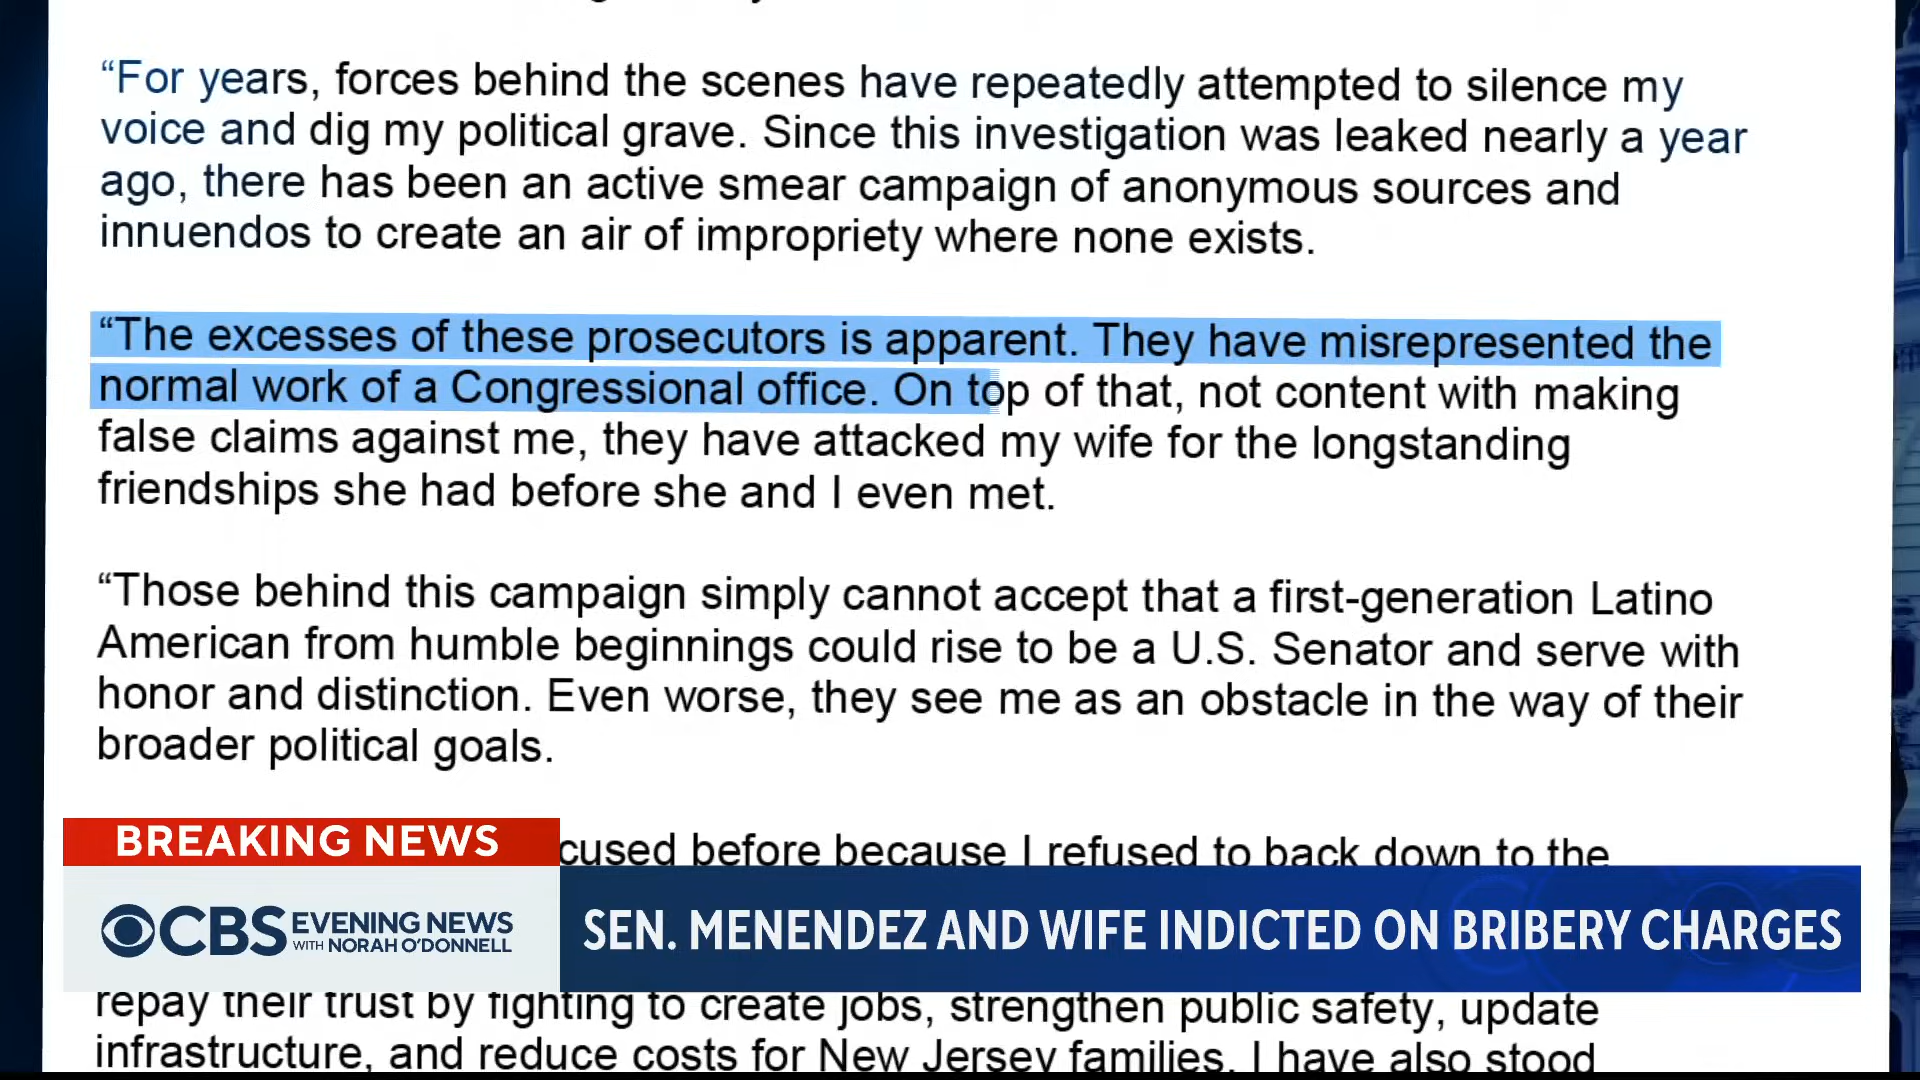 “For years, forces behind the scenes have repeatedly attempted to silence my
voice and dig my political grave. Since this investigation was leaked nearly a year
ago, there has been an active smear campaign of anonymous sources and
innuendos to create an air of impropriety where none exists.
“The excesses of these prosecutors is apparent. They have misrepresented the
normal work of a Congressional office. On top of that, not content with making
false claims against me, they have attacked my wife for the longstanding
friendships she had before she and I even met.
“Those behind this campaign simply cannot accept that a first-generation Latino
American from humble beginnings could rise to be a U.S. Senator and serve with
honor and distinction. Even worse, they see me as an obstacle in the way of their
broader political goals.
cused before because I refused to back down to the
BREAKING NEWS
CBS EVENING NEWS
WITH NORAH O'DONNELL
SEN. MENENDEZ AND WIFE INDICTED ON BRIBERY CHARGES
repay their trust by fighting to create jobs, strengthen public safety, update
infrastructure, and reduce costs for New Jersey families. I have also stood